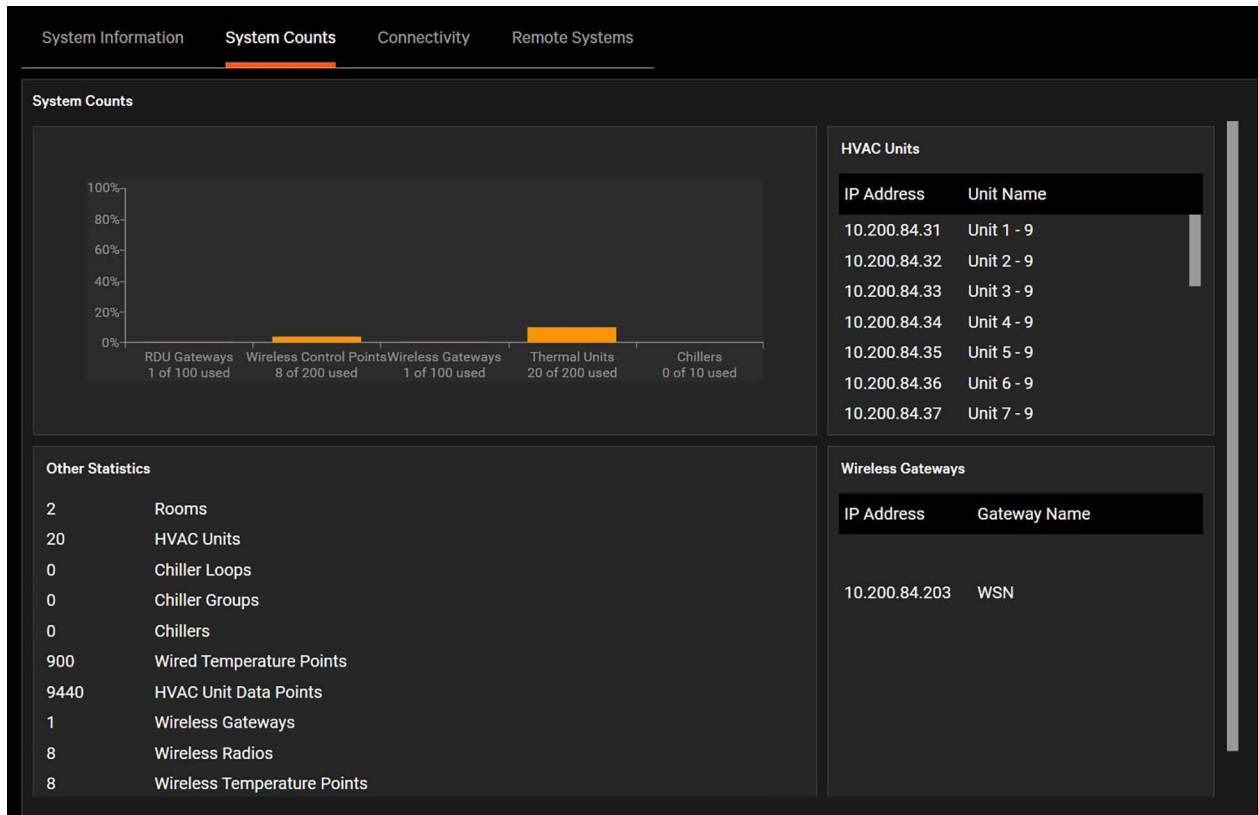 System Information System Counts Connectivity Remote Systems
System Counts
100%
80%
60%
40%
20%
0%
RDU Gateways Wireless Control Points Wireless Gateways Thermal Units Chillers
1 of 100 used 8 of 200 used 1 of 100 used 20 of 200 used 0 of 10 used
HVAC Units
IP Address Unit Name
10.200.84.31 Unit 1 - 9
10.200.84.32 Unit 2 - 9
10.200.84.33 Unit 3 - 9
10.200.84.34 Unit 4 - 9
10.200.84.35 Unit 5 - 9
10.200.84.36 Unit 6 - 9
10.200.84.37 Unit 7 - 9
Other Statistics
2 Rooms
20 HVAC Units
0 Chiller Loops
0 Chiller Groups
0 Chillers
900 Wired Temperature Points
9440 HVAC Unit Data Points
1 Wireless Gateways
8 Wireless Radios
8 Wireless Temperature Points
Wireless Gateways
IP Address Gateway Name
10.200.84.203 WSN